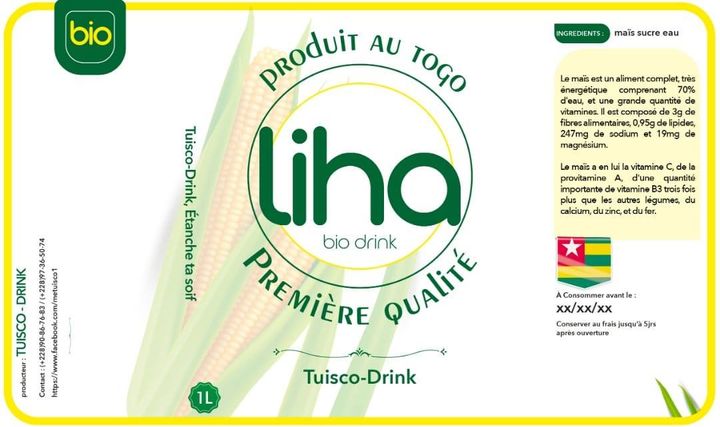 bio
PRODUIT AU TOGO
liha
bio drink
PREMIÈRE QUALITÉ
Tuisco-Drink
Tuisco-Drink, Étanche ta soif
1L
producteur : TUISCO - DRINK
Contact : (+228)90-86-76-83 / (+228)97-36-50-74
https://www.facebook.com/metuisco1
INGREDIENTS : maïs sucre eau
Le maïs est un aliment complet, très
énergétique comprenant 70%
d'eau, et une grande quantité de
vitamines. Il est composé de 3g de
fibres alimentaires, 0,95g de lipides,
247mg de sodium et 19mg de
magnésium.
Le maïs a en lui la vitamine C, de la
provitamine A, d'une quantité
importante de vitamine B3 trois fois
plus que les autres légumes, du
calcium, du zinc, et du fer.
À Consommer avant le :
xx/xx/xx
Conserver au frais jusqu'à 5jrs
après ouverture